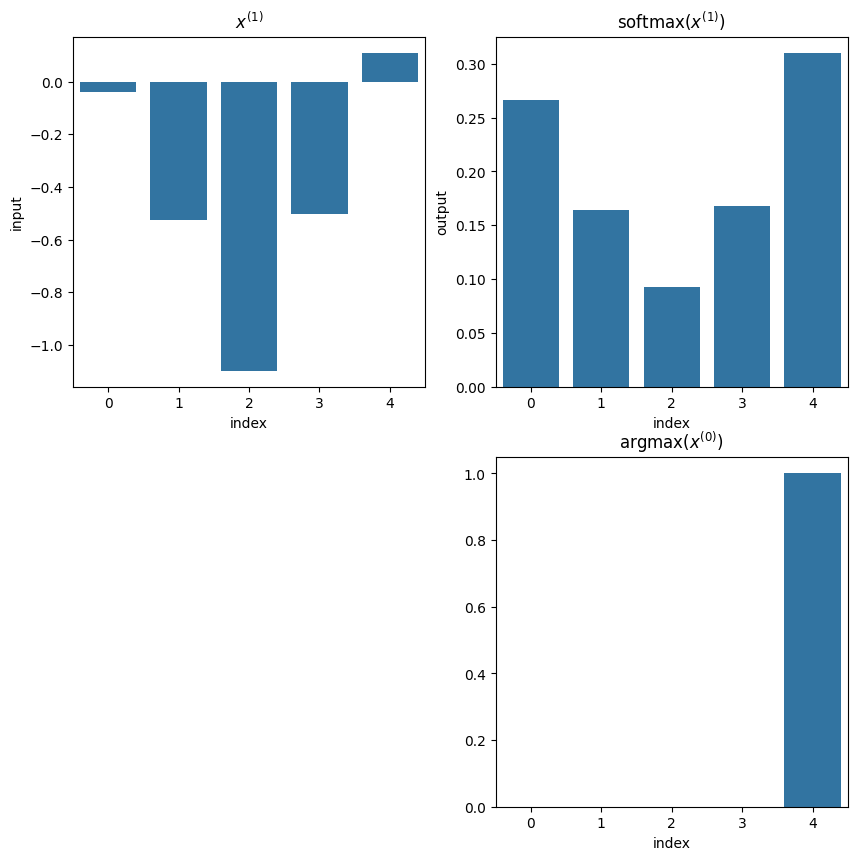 x(1)
0.0
−0.2
−0.4
−0.6
−0.8
−1.0
input
0 1 2 3 4
index
softmax(x(1))
0.30
0.25
0.20
0.15
0.10
0.05
0.00
output
0 1 2 3 4
index
argmax(x(0))
1.0
0.8
0.6
0.4
0.2
0.0
0 1 2 3 4
index